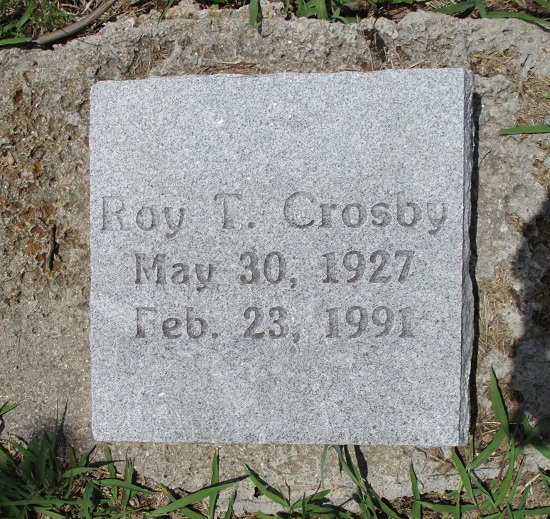 Roy T. Crosby
May 30, 1927
Feb. 23, 1991